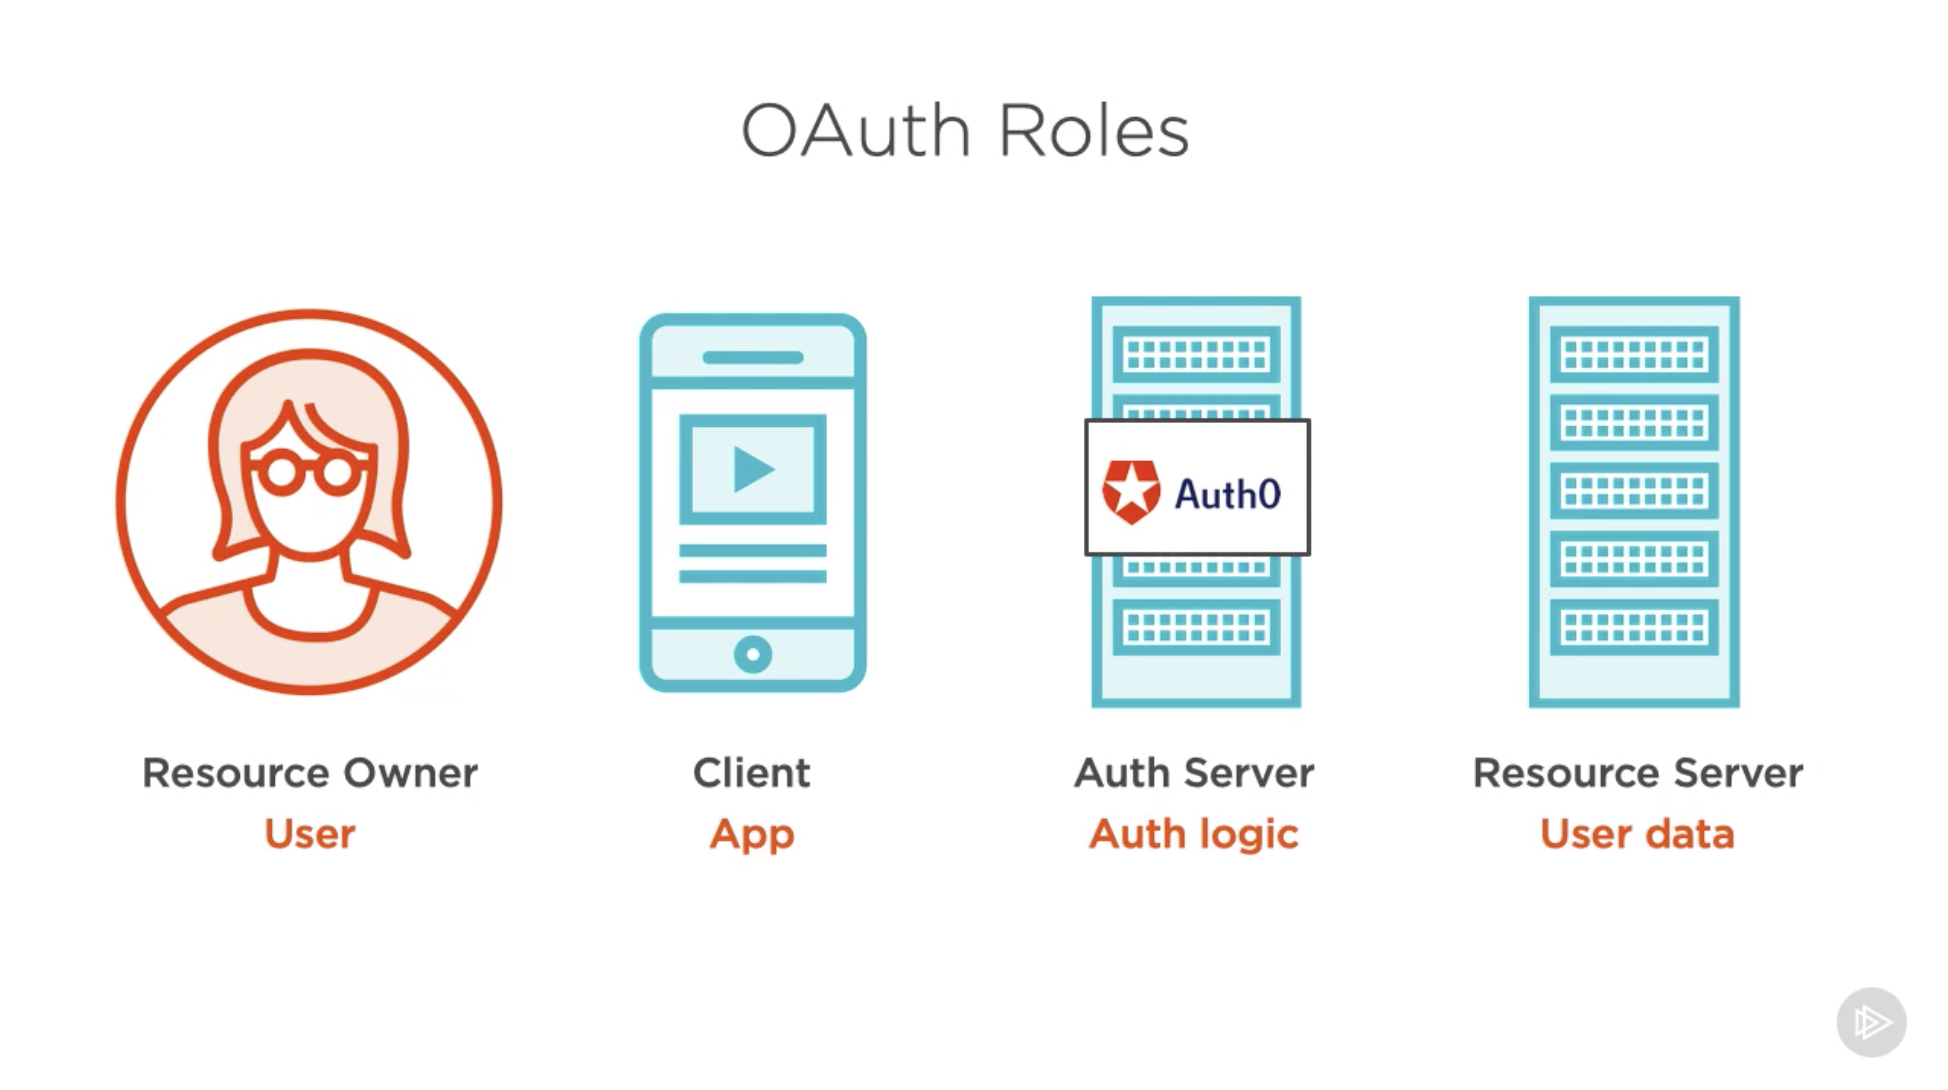 OAuth Roles
Auth0
Resource Owner
User
Client
App
Auth Server
Auth logic
Resource Server
User data